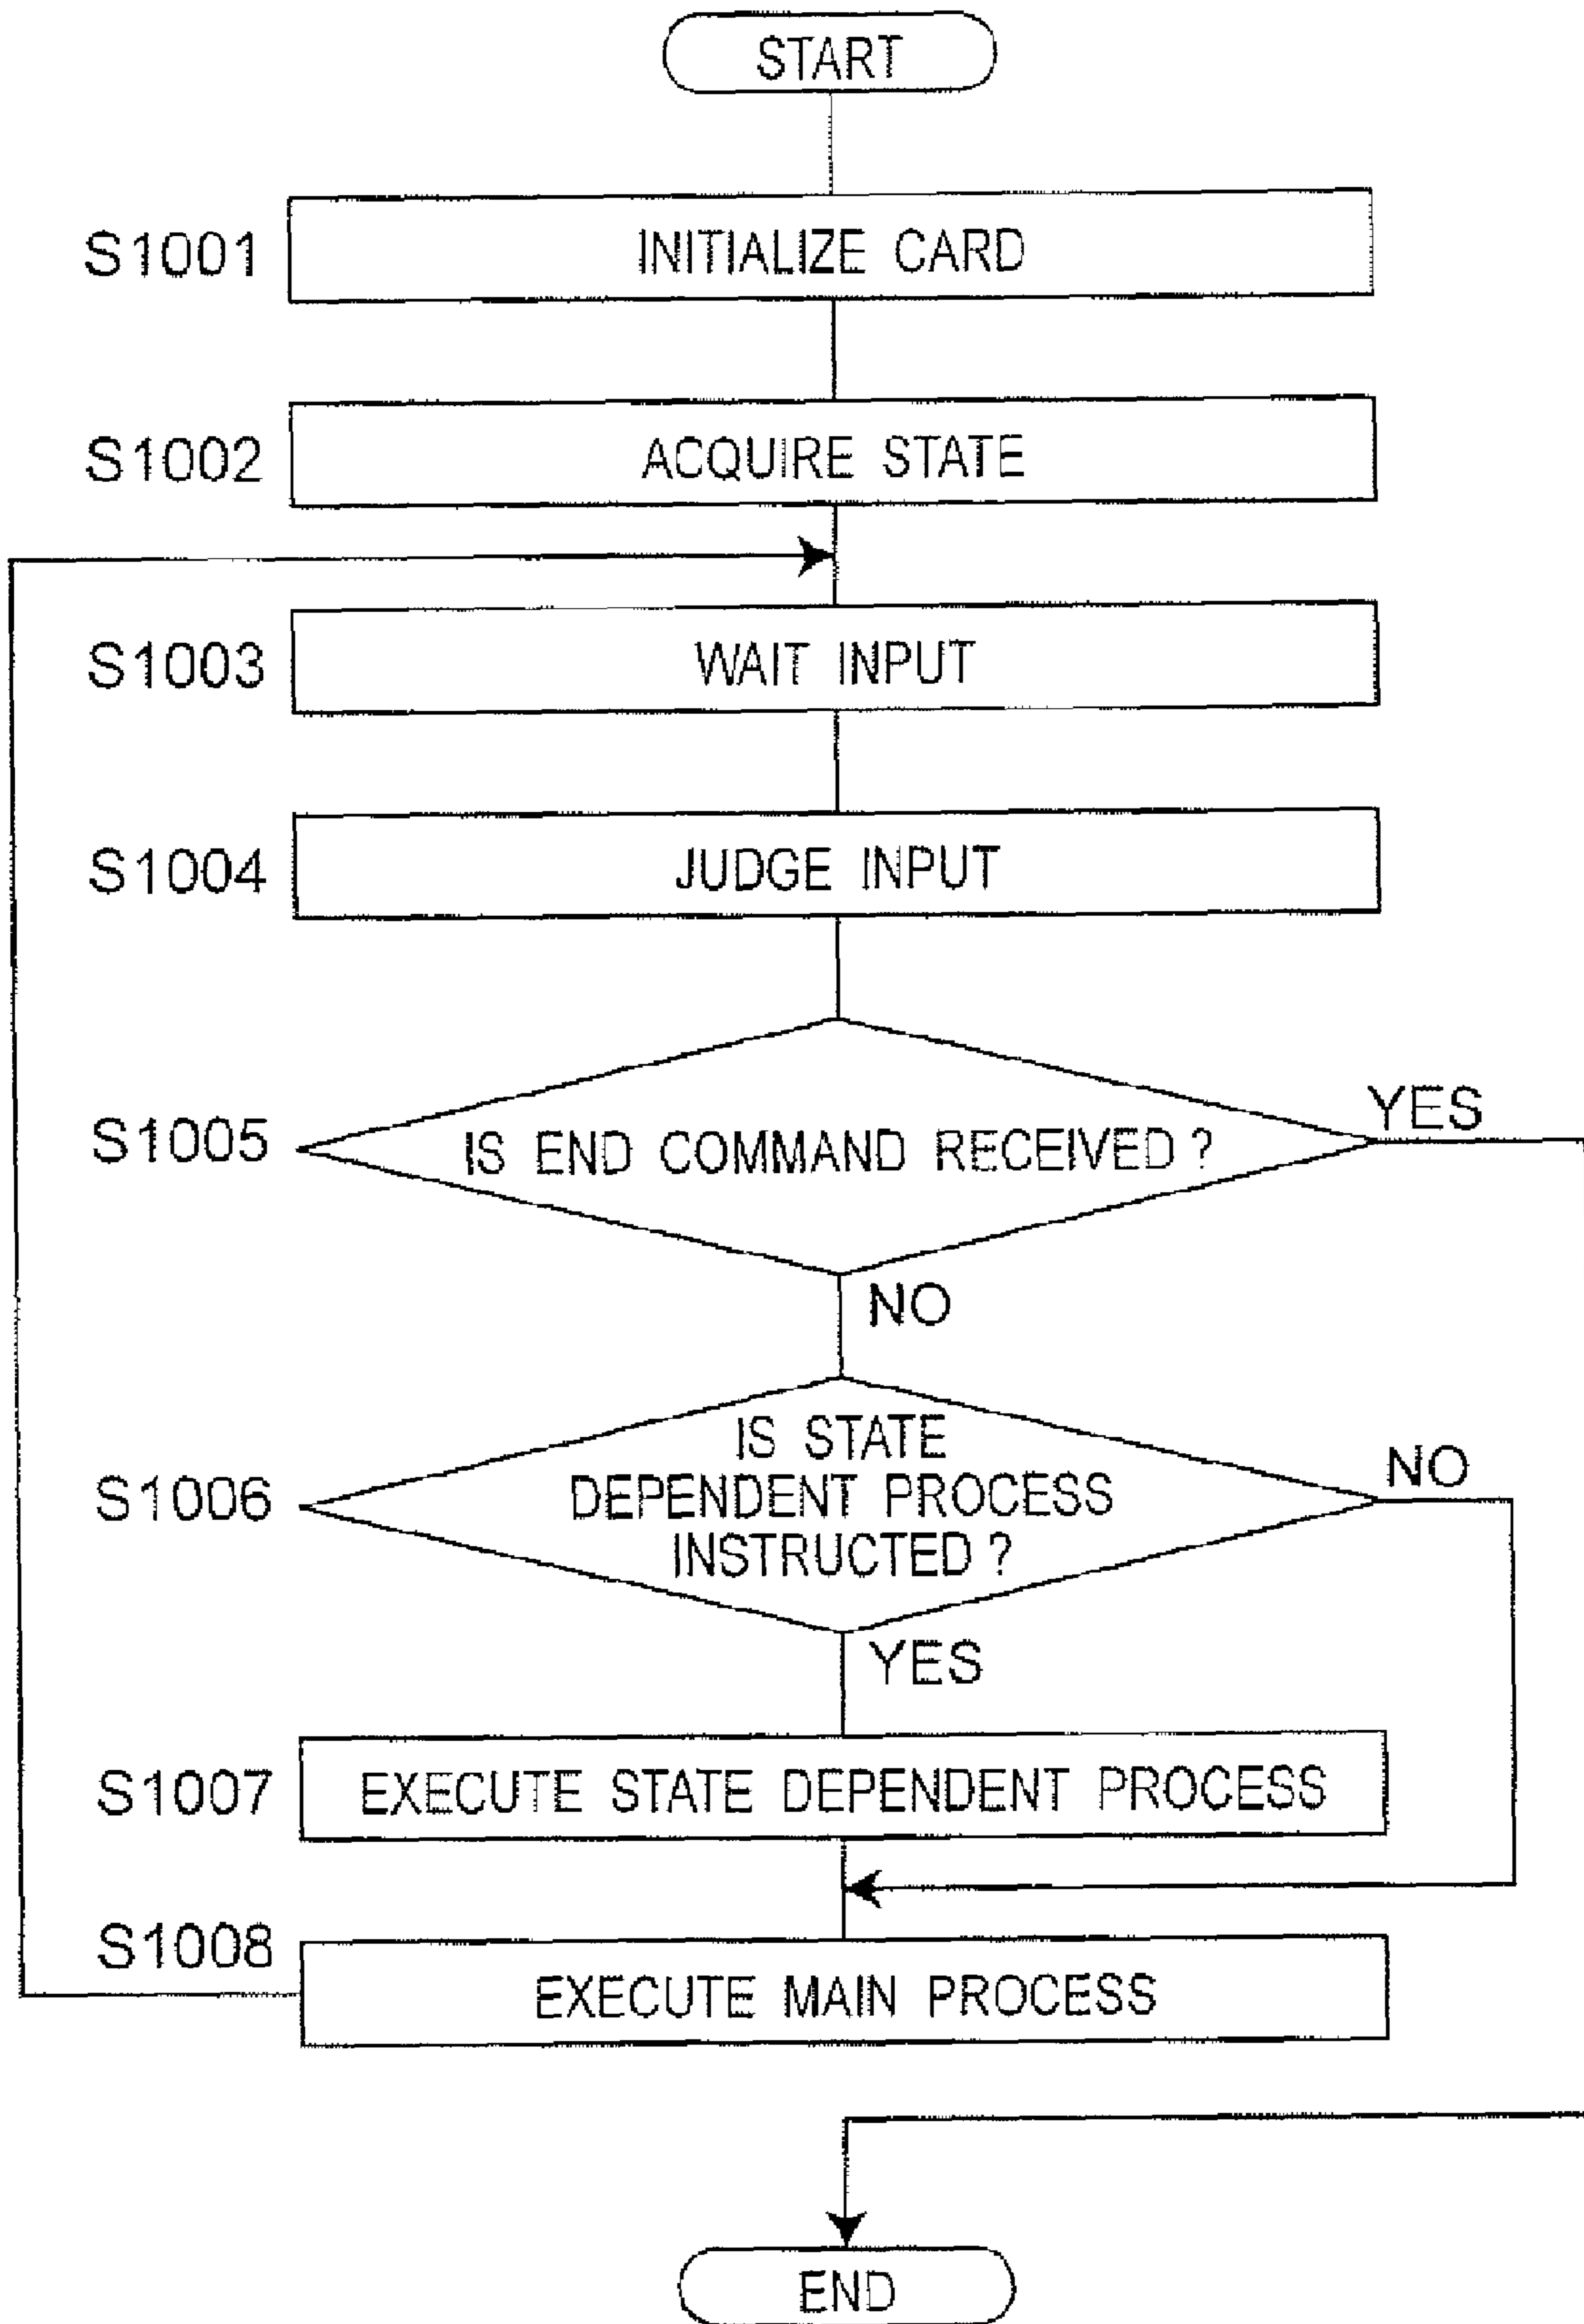 START
S1001
INITIALIZE CARD
S1002
ACQUIRE STATE
S1003
WAIT INPUT
S1004
JUDGE INPUT
S1005
IS END COMMAND RECEIVED ?
YES
NO
S1006
IS STATE
DEPENDENT PROCESS
INSTRUCTED ?
NO
YES
S1007
EXECUTE STATE DEPENDENT PROCESS
S1008
EXECUTE MAIN PROCESS
END